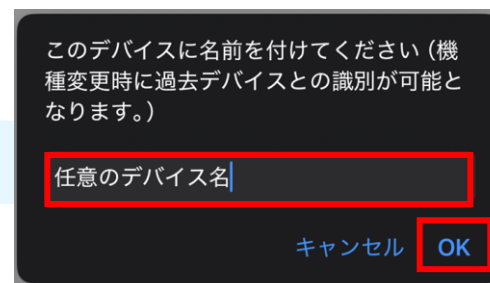 このデバイスに名前を付けてください（機
種変更時に過去デバイスとの識別が可能と
なります。）
任意のデバイス名
キャンセル OK